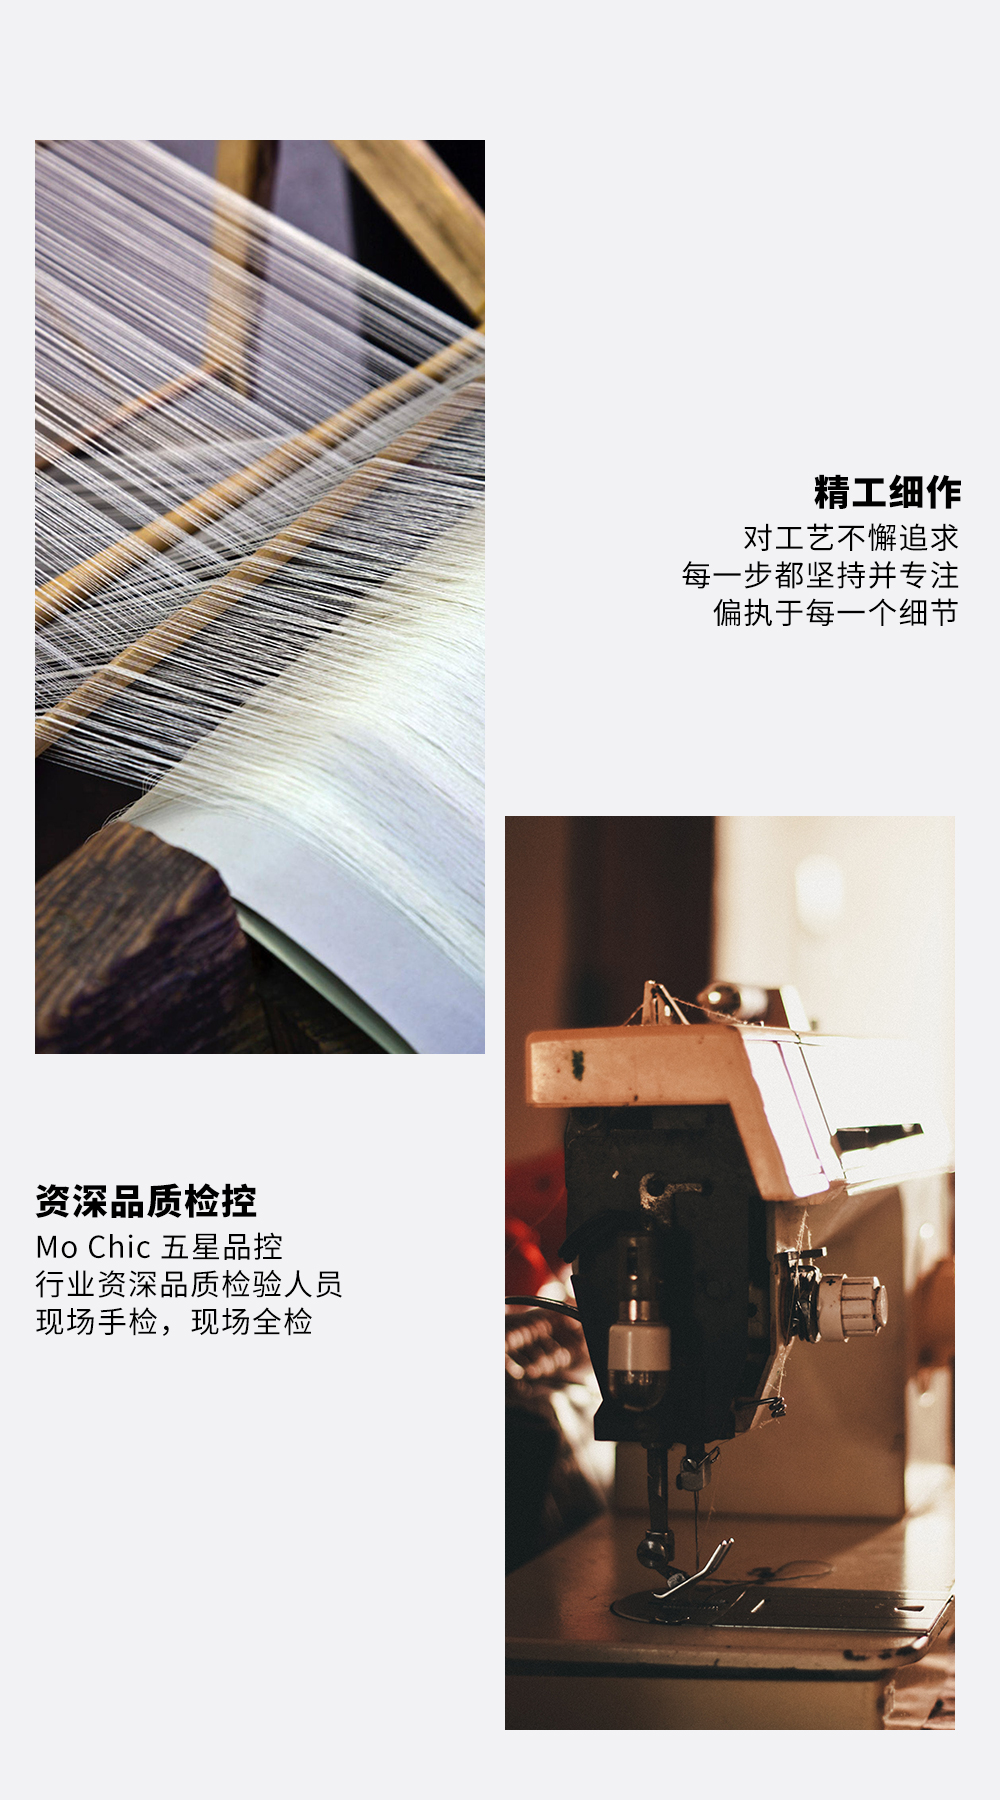 精工细作
对工艺不懈追求
每一步都坚持并专注
偏执于每一个细节
资深品质检控
Mo Chic 五星品控
行业资深品质检验人员
现场手检，现场全检